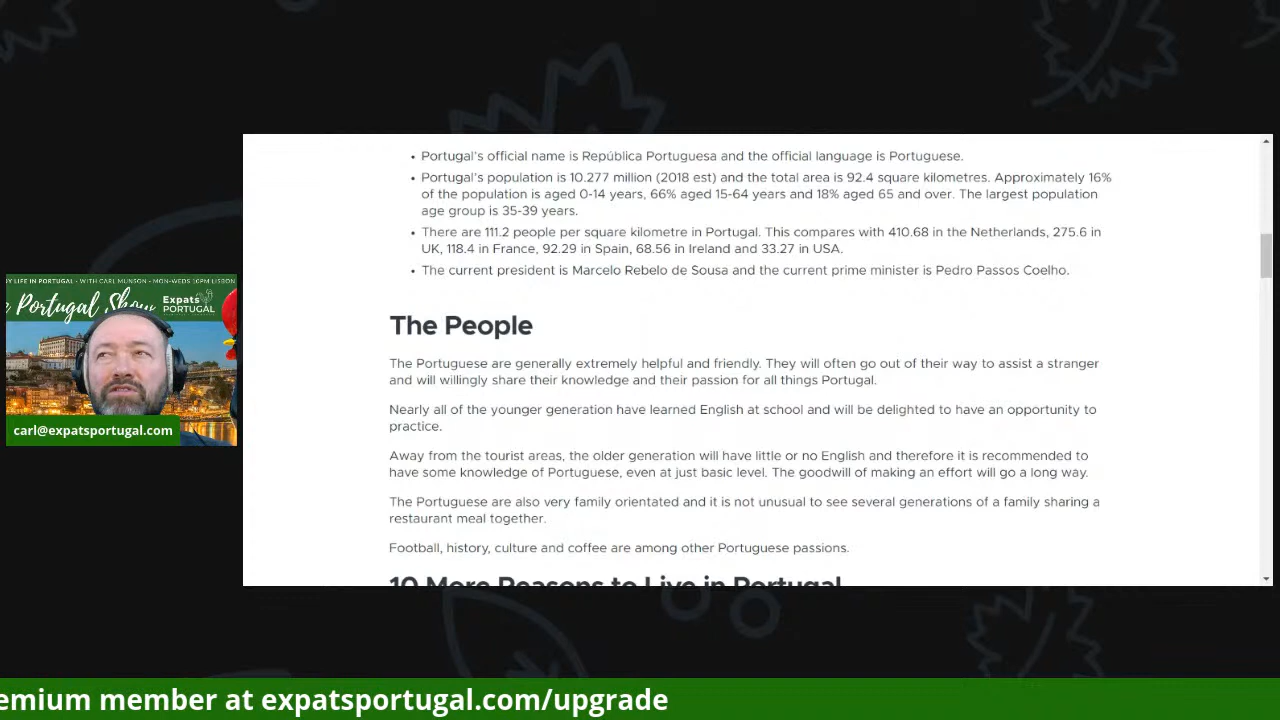 Portugal's official name is República Portuguesa and the official language is Portuguese.
Portugal's population is 10.277 million (2018 est) and the total area is 92.4 square kilometres. Approximately 16%
of the population is aged 0-14 years, 66% aged 15-64 years and 18% aged 65 and over. The largest population
age group is 35-39 years.
There are 111.2 people per square kilometre in Portugal. This compares with 410.68 in the Netherlands, 275.6 in
UK, 118.4 in France, 92.29 in Spain, 68.56 in Ireland and 33.27 in USA.
The current president is Marcelo Rebelo de Sousa and the current prime minister is Pedro Passos Coelho.
The People
The Portuguese are generally extremely helpful and friendly. They will often go out of their way to assist a stranger
and will willingly share their knowledge and their passion for all things Portugal.
Nearly all of the younger generation have learned English at school and will be delighted to have an opportunity to
practice.
Away from the tourist areas, the older generation will have little or no English and therefore it is recommended to
have some knowledge of Portuguese, even at just basic level. The goodwill of making an effort will go a long way.
The Portuguese are also very family orientated and it is not unusual to see several generations of a family sharing a
restaurant meal together.
Football, history, culture and coffee are among other Portuguese passions.
10 More Reasons to Live in Portugal
Y LIFE IN PORTUGAL - WITH CARL MUNSON - MON-WEDS 10PM LISBON
e Portugal Show
Expats
PORTUGAL
carl@expatsportugal.com
emium member at expatsportugal.com/upgrade